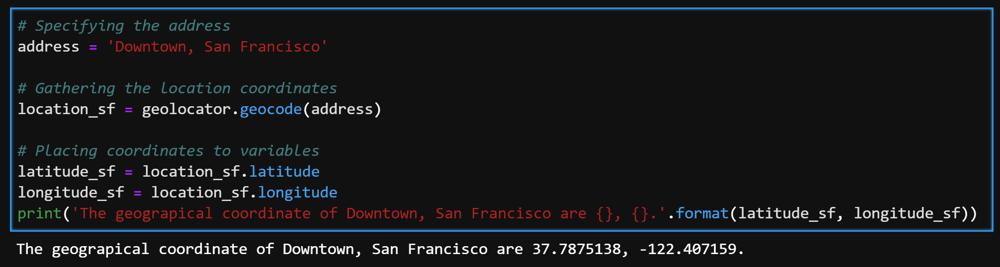 # Specifying the address
address = 'Downtown, San Francisco'
# Gathering the location coordinates
location_sf = geolocator.geocode(address)
# Placing coordinates to variables
latitude_sf = location_sf.latitude
longitude_sf = location_sf.longitude
print('The geograpical coordinate of Downtown, San Francisco are {}, {}.'.format(latitude_sf, longitude_sf))
The geograpical coordinate of Downtown, San Francisco are 37.7875138, -122.407159.